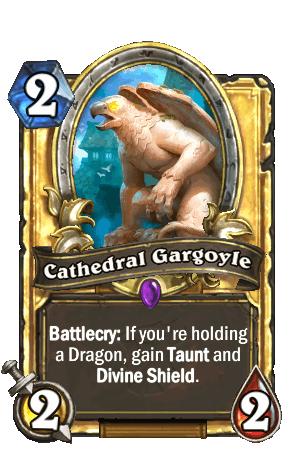 2
Cathedral Gargoyle
Battlecry: If you're holding
a Dragon, gain Taunt and
Divine Shield.
2
2